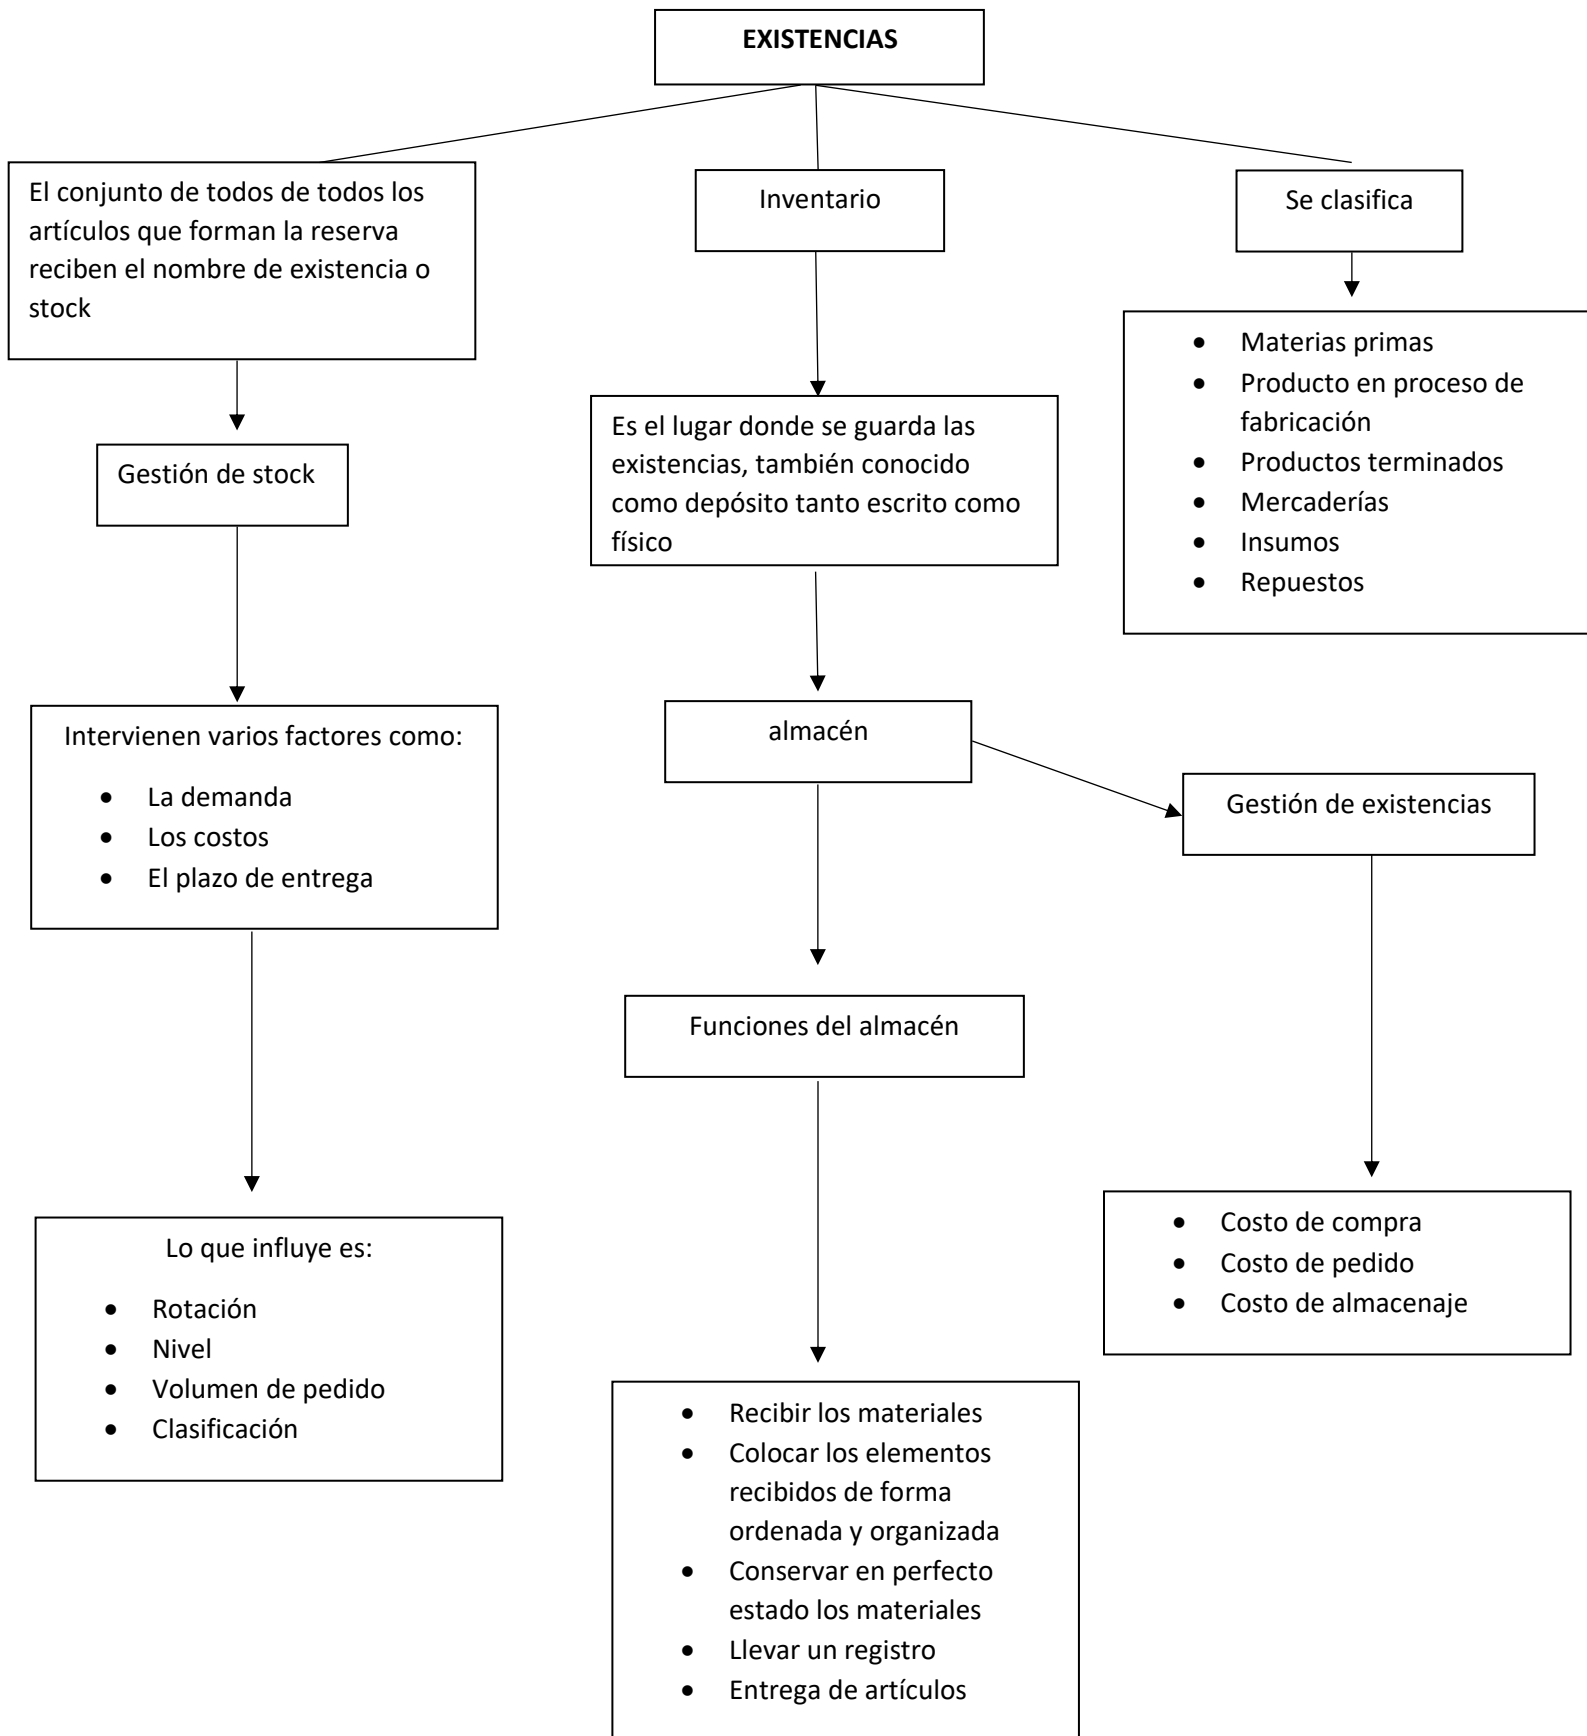 EXISTENCIAS
El conjunto de todos de todos los
artículos que forman la reserva
reciben el nombre de existencia o
stock
Inventario
Se clasifica
• Materias primas
• Producto en proceso de
fabricación
• Productos terminados
• Mercaderías
• Insumos
• Repuestos
Gestión de stock
Es el lugar donde se guarda las
existencias, también conocido
como depósito tanto escrito como
físico
Intervienen varios factores como:
• La demanda
• Los costos
• El plazo de entrega
almacén
Gestión de existencias
Funciones del almacén
Lo que influye es:
• Rotación
• Nivel
• Volumen de pedido
• Clasificación
• Costo de compra
• Costo de pedido
• Costo de almacenaje
• Recibir los materiales
• Colocar los elementos
recibidos de forma
ordenada y organizada
• Conservar en perfecto
estado los materiales
• Llevar un registro
• Entrega de artículos